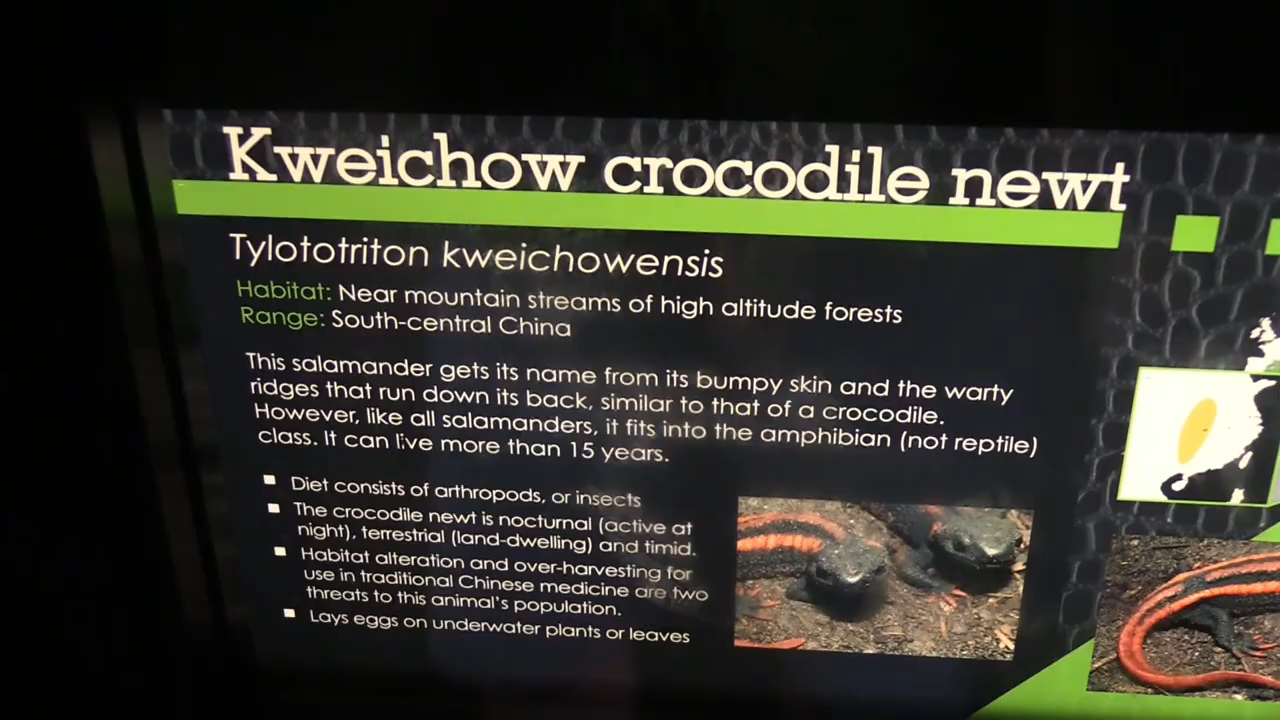 Kweichow crocodile newt
Tylototriton kweichowensis
Habitat: Near mountain streams of high altitude forests
Range: South-central China
This salamander gets its name from its bumpy skin and the warty
ridges that run down its back, similar to that of a crocodile.
However, like all salamanders, it fits into the amphibian (not reptile)
class. It can live more than 15 years.
■ Diet consists of arthropods, or insects
■ The crocodile newt is nocturnal (active at
night), terrestrial (land-dwelling) and timid.
■ Habitat alteration and over-harvesting for
use in traditional Chinese medicine are two
threats to this animal's population.
■ Lays eggs on underwater plants or leaves